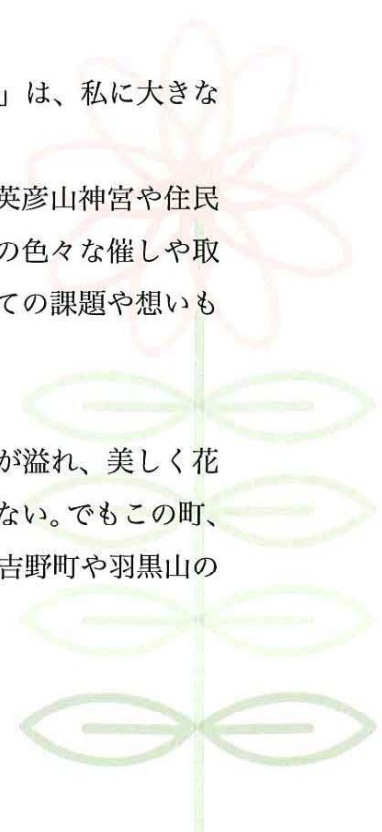 」は、私に大きな
英彦山神宮や住民
の色々な催しや取
ての課題や想いも
が溢れ、美しく花
ない。でもこの町、
吉野町や羽黒山の